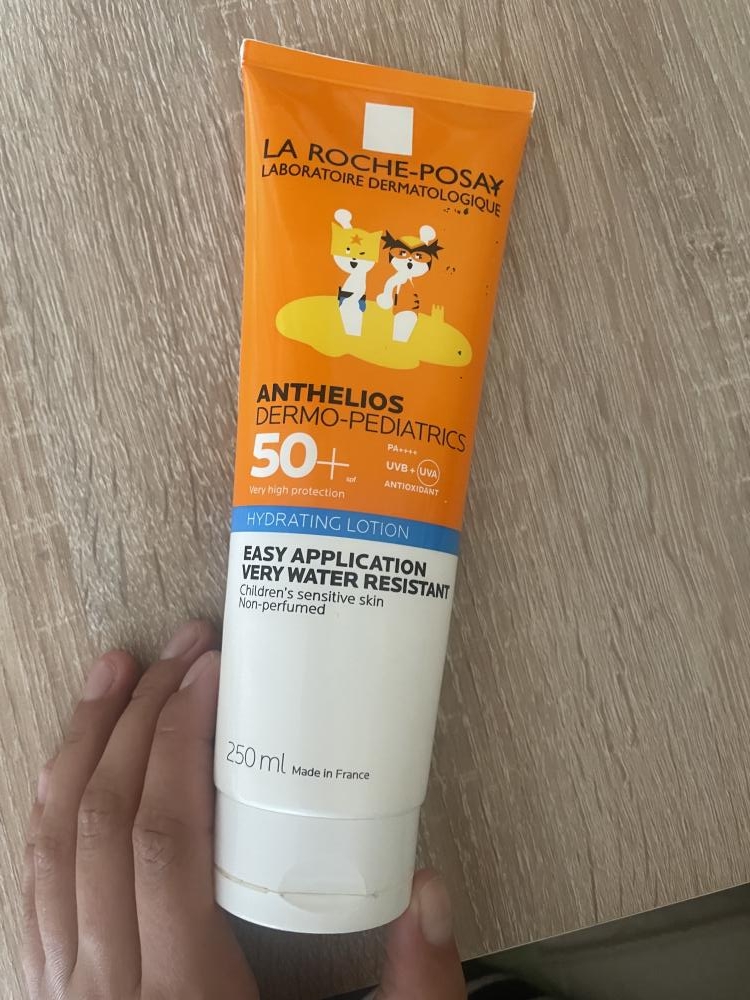 LA ROCHE-POSAY
LABORATOIRE DERMATOLOGIQUE
ANTHELIOS
DERMO-PEDIATRICS
50+ spf
Very high protection
PA++++
UVB + UVA
ANTIOXIDANT
HYDRATING LOTION
EASY APPLICATION
VERY WATER RESISTANT
Children's sensitive skin
Non-perfumed
250 ml Made in France